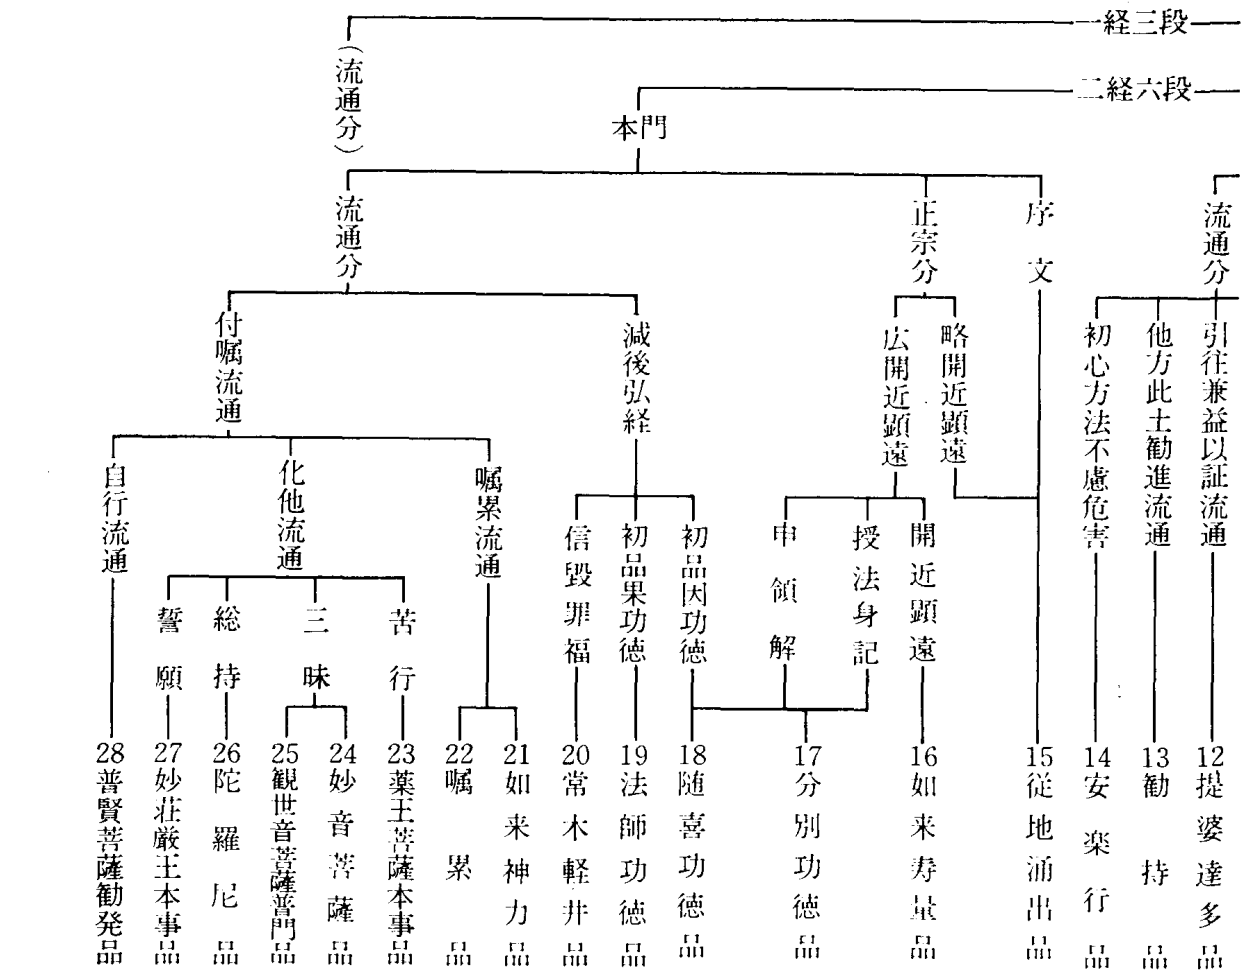 一経三段
(流通分)
二経六段
本門
流通分
序文
正宗分
流通分
引往兼益以証流通
他方此土勧進流通
初心方法不慮危害
略開近顕遠
広開近顕遠
開近顕遠
授法身記
申領解
滅後弘経
初品因功徳
初品果功徳
信毀罪福
付嘱流通
嘱累流通
化他流通
苦行
三昧
総持
誓願
自行流通
12提婆達多品
13勧持品
14安楽行品
15従地涌出品
16如来寿量品
17分別功徳品
18随喜功徳品
19法師功徳品
20常木軽井品
21如来神力品
22嘱累品
23薬王菩薩本事品
24妙音菩薩品
25観世音菩薩普門品
26陀羅尼品
27妙荘厳王本事品
28普賢菩薩勧発品